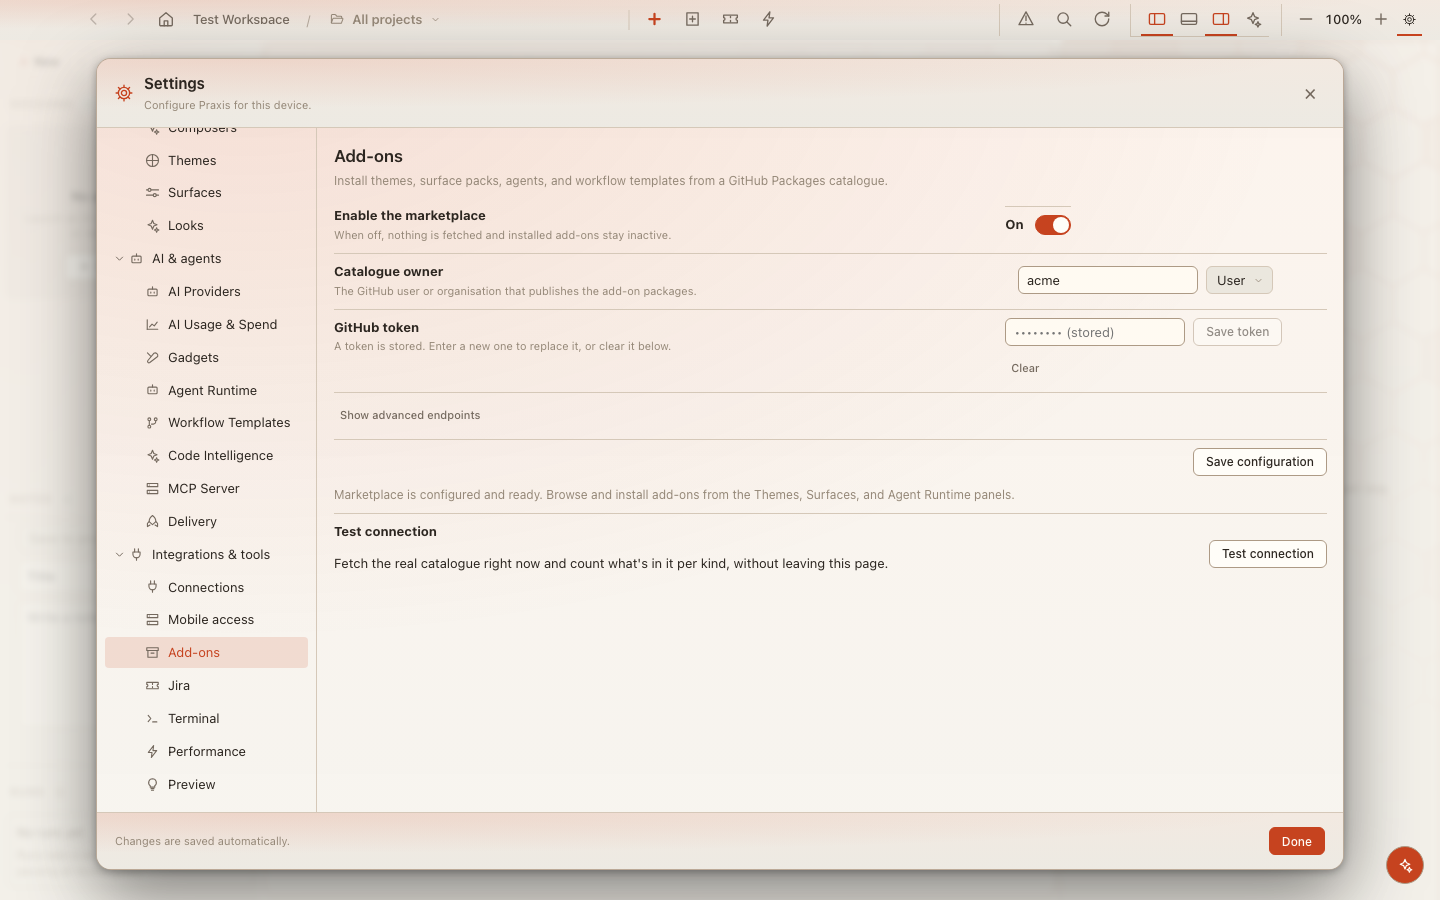 Test Workspace / All projects
100%
Settings
Configure Praxis for this device.
Composers
Themes
Surfaces
Looks
AI & agents
AI Providers
AI Usage & Spend
Gadgets
Agent Runtime
Workflow Templates
Code Intelligence
MCP Server
Delivery
Integrations & tools
Connections
Mobile access
Add-ons
Jira
Terminal
Performance
Preview
Add-ons
Install themes, surface packs, agents, and workflow templates from a GitHub Packages catalogue.
Enable the marketplace
When off, nothing is fetched and installed add-ons stay inactive.
On
Catalogue owner
The GitHub user or organisation that publishes the add-on packages.
acme
User
GitHub token
A token is stored. Enter a new one to replace it, or clear it below.
•••••••• (stored)
Save token
Clear
Show advanced endpoints
Save configuration
Marketplace is configured and ready. Browse and install add-ons from the Themes, Surfaces, and Agent Runtime panels.
Test connection
Fetch the real catalogue right now and count what's in it per kind, without leaving this page.
Test connection
Changes are saved automatically.
Done